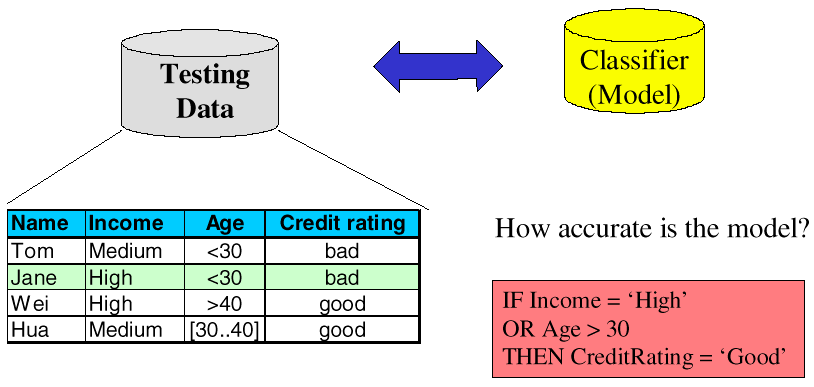 Testing
Data
Classifier
(Model)
Name Income Age Credit rating
Tom Medium <30 bad
Jane High <30 bad
Wei High >40 good
Hua Medium [30..40] good
How accurate is the model?
IF Income = ‘High’
OR Age > 30
THEN CreditRating = ‘Good’